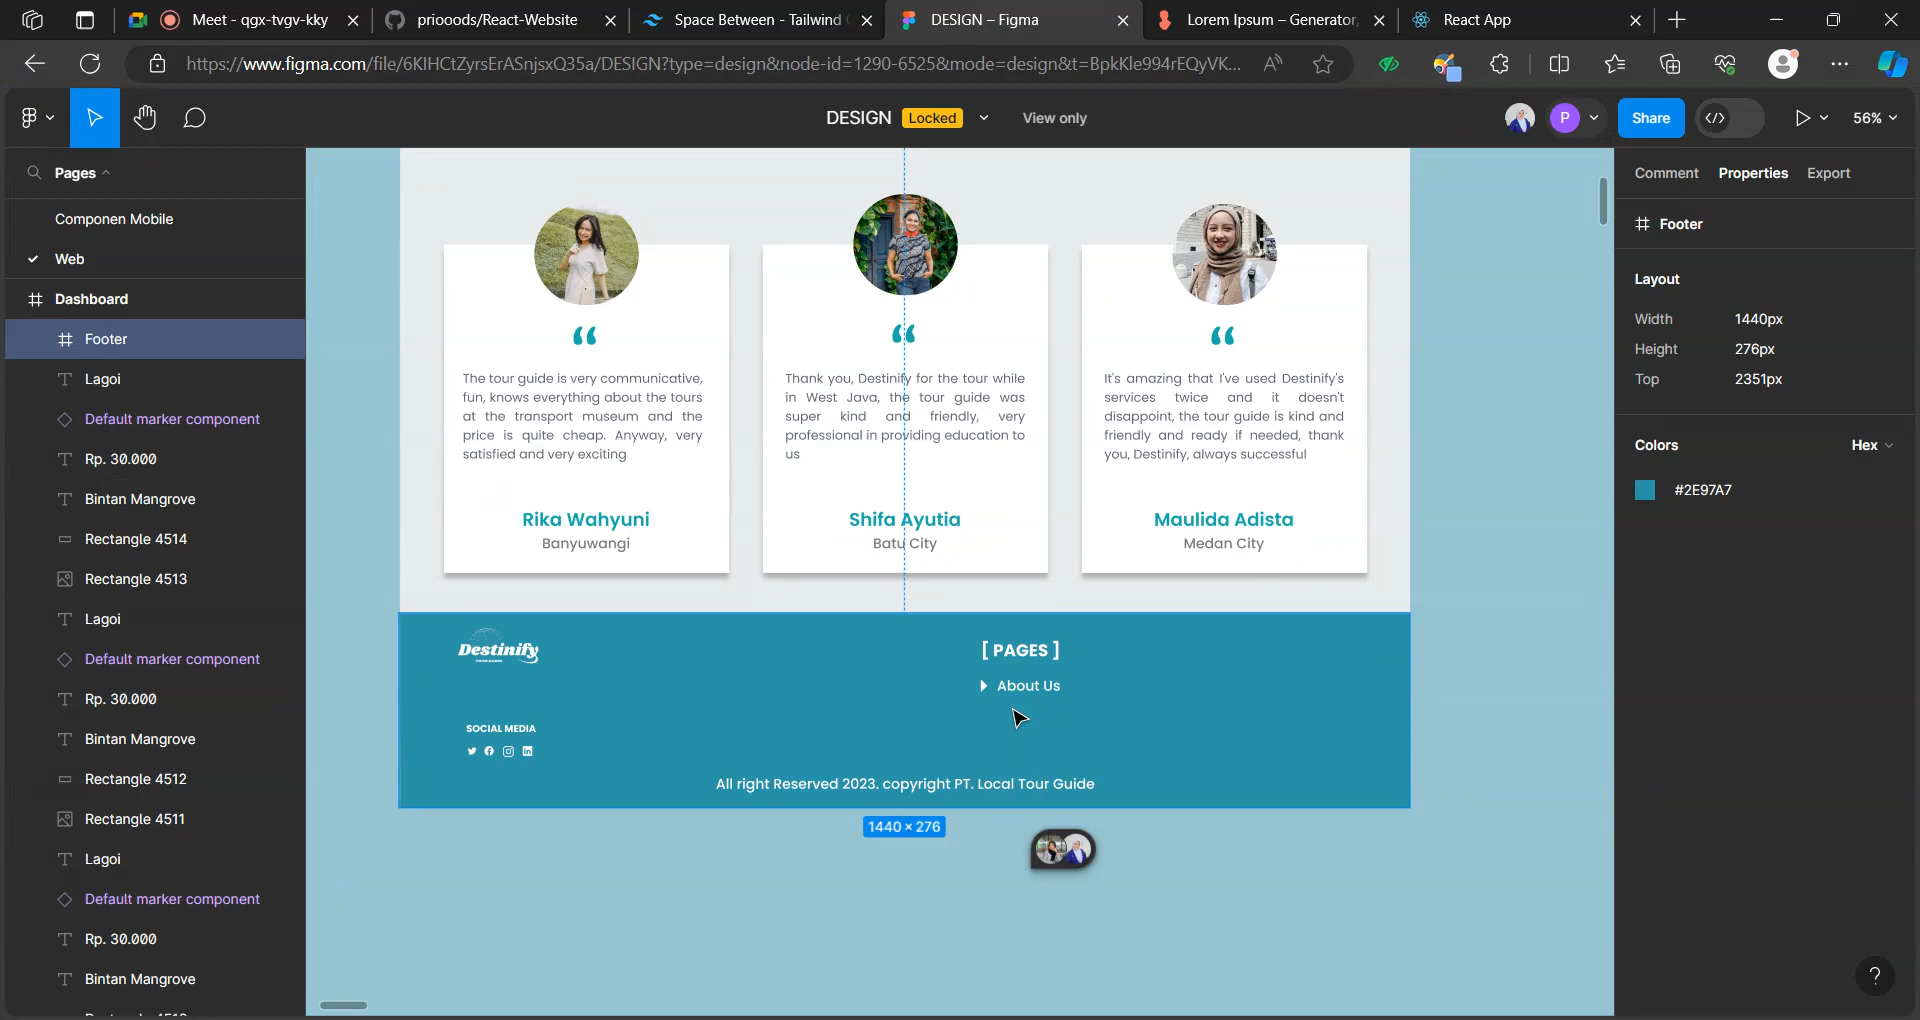 Meet - qgx-tvgv-kky
priooods/React-Website
Space Between - Tailwind
DESIGN – Figma
Lorem Ipsum – Generator,
React App
https://www.figma.com/file/6KIHCtZyrsErASnjsxQ35a/DESIGN?type=design&node-id=1290-6525&mode=design&t=BpkKle994rEQyVK...
DESIGN
Locked
View only
P
Share
56%
Pages
Componen Mobile
Web
Dashboard
Footer
Lagoi
Default marker component
Rp. 30.000
Bintan Mangrove
Rectangle 4514
Rectangle 4513
Lagoi
Default marker component
Rp. 30.000
Bintan Mangrove
Rectangle 4512
Rectangle 4511
Lagoi
Default marker component
Rp. 30.000
Bintan Mangrove
“
The tour guide is very communicative,
fun, knows everything about the tours
at the transport museum and the
price is quite cheap. Anyway, very
satisfied and very exciting
Rika Wahyuni
Banyuwangi
“
Thank you, Destinify for the tour while
in West Java, the tour guide was
super kind and friendly, very
professional in providing education to
us
Shifa Ayutia
Batu City
“
It's amazing that I've used Destinify's
services twice and it doesn't
disappoint, the tour guide is kind and
friendly and ready if needed, thank
you, Destinify, always successful
Maulida Adista
Medan City
Destinify
SOCIAL MEDIA
[ PAGES ]
About Us
All right Reserved 2023. copyright PT. Local Tour Guide
1440 × 276
Comment
Properties
Export
Footer
Layout
Width 1440px
Height 276px
Top 2351px
Colors
Hex
#2E97A7
?